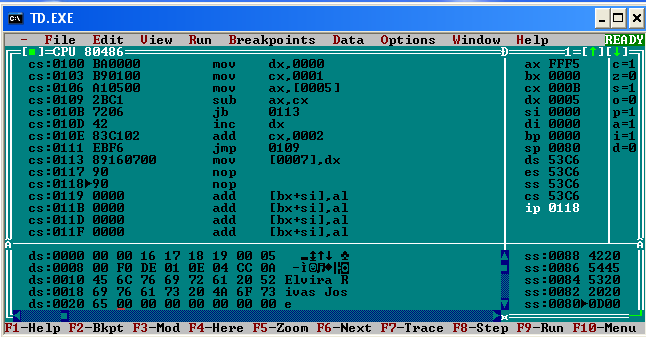 TD.EXE
- File Edit View Run Breakpoints Data Options Window Help READY
[■]=CPU 80486 1=[↑][↓]
cs:0100 BA0000 mov dx,0000 ax FFF5 c=1
cs:0103 B90100 mov cx,0001 bx 0000 z=0
cs:0106 A10500 mov ax,[0005] cx 000B s=1
cs:0109 2BC1 sub ax,cx dx 0005 o=0
cs:010B 7206 jb 0113 si 0000 p=1
cs:010D 42 inc dx di 0000 a=1
cs:010E 83C102 add cx,0002 bp 0000 i=1
cs:0111 EBF6 jmp 0109 sp 0080 d=0
cs:0113 89160700 mov [0007],dx ds 53C6
cs:0117 90 nop es 53C6
cs:0118►90 nop ss 53C6
cs:0119 0000 add [bx+si],al cs 53C6
cs:011B 0000 add [bx+si],al ip 0118
cs:011D 0000 add [bx+si],al
cs:011F 0000 add [bx+si],al
ds:0000 00 00 16 17 18 19 00 05 ▬↨↑↓ ♣ ss:0088 4220
ds:0008 00 F0 DE 01 0E 04 CC 0A ss:0086 5445
ds:0010 45 6C 76 69 72 61 20 52 Elvira R ss:0084 5320
ds:0018 69 76 61 73 20 4A 6F 73 ivas Jos ss:0082 2020
ds:0020 65 00 00 00 00 00 00 00 e ss:0080►0D00
F1-Help F2-Bkpt F3-Mod F4-Here F5-Zoom F6-Next F7-Trace F8-Step F9-Run F10-Menu